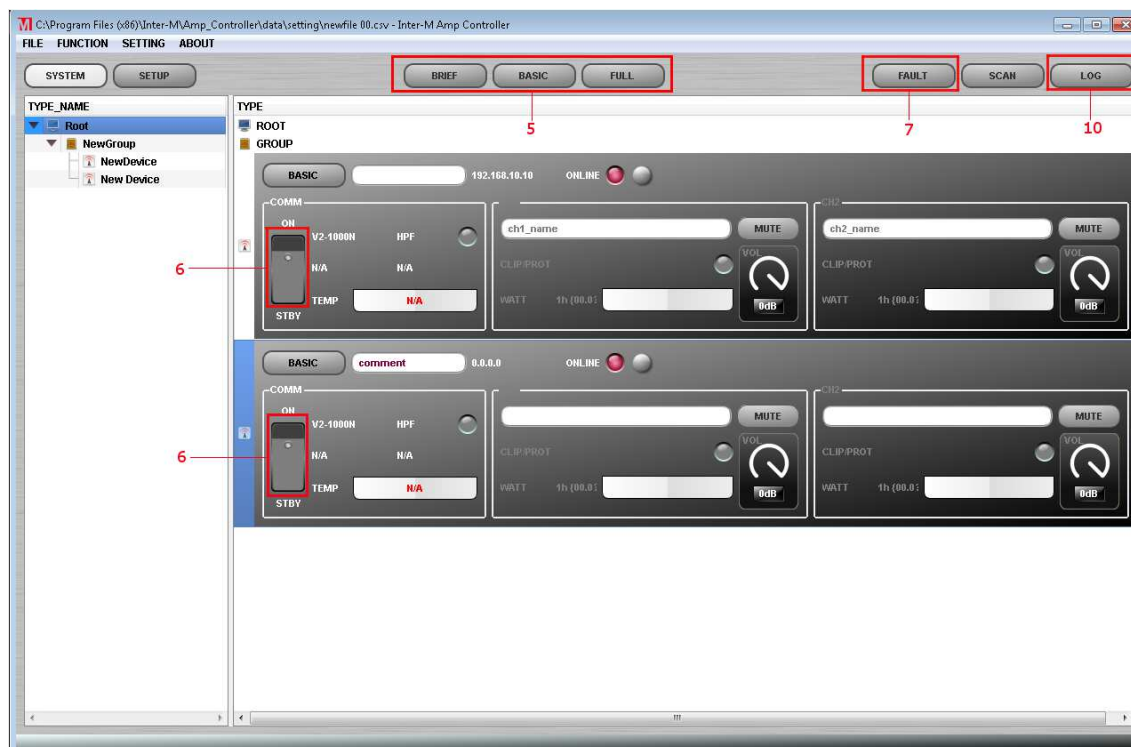 C:\Program Files (x86)\Inter-M\Amp_Controller\data\setting\newfile 00.csv - Inter-M Amp Controller
FILE FUNCTION SETTING ABOUT
SYSTEM SETUP BRIEF BASIC FULL FAULT SCAN LOG
5 7 10
TYPE_NAME TYPE
Root ROOT
NewGroup GROUP
NewDevice
New Device
BASIC 192.168.10.10 ONLINE
COMM CH2
ON ch1_name MUTE ch2_name MUTE
V2-1000N HPF VOL VOL
6 N/A N/A CLIP/PROT CLIP/PROT
TEMP N/A WATT 1h (00.0 0dB WATT 1h (00.0 0dB
STBY
BASIC comment 0.0.0.0 ONLINE
COMM CH2
ON MUTE MUTE
V2-1000N HPF VOL VOL
6 N/A N/A CLIP/PROT CLIP/PROT
TEMP N/A WATT 1h (00.0 0dB WATT 1h (00.0 0dB
STBY